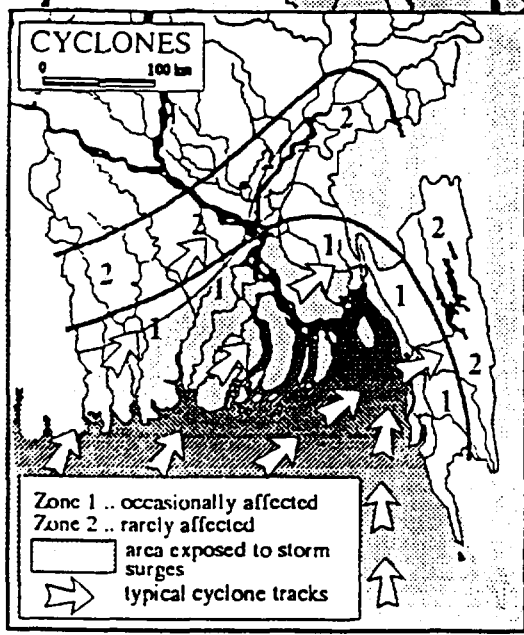 CYCLONES
0 100 km
2
2
2
2
1
1
1
1
2
1
Zone 1 .. occasionally affected
Zone 2 .. rarely affected
area exposed to storm
surges
typical cyclone tracks